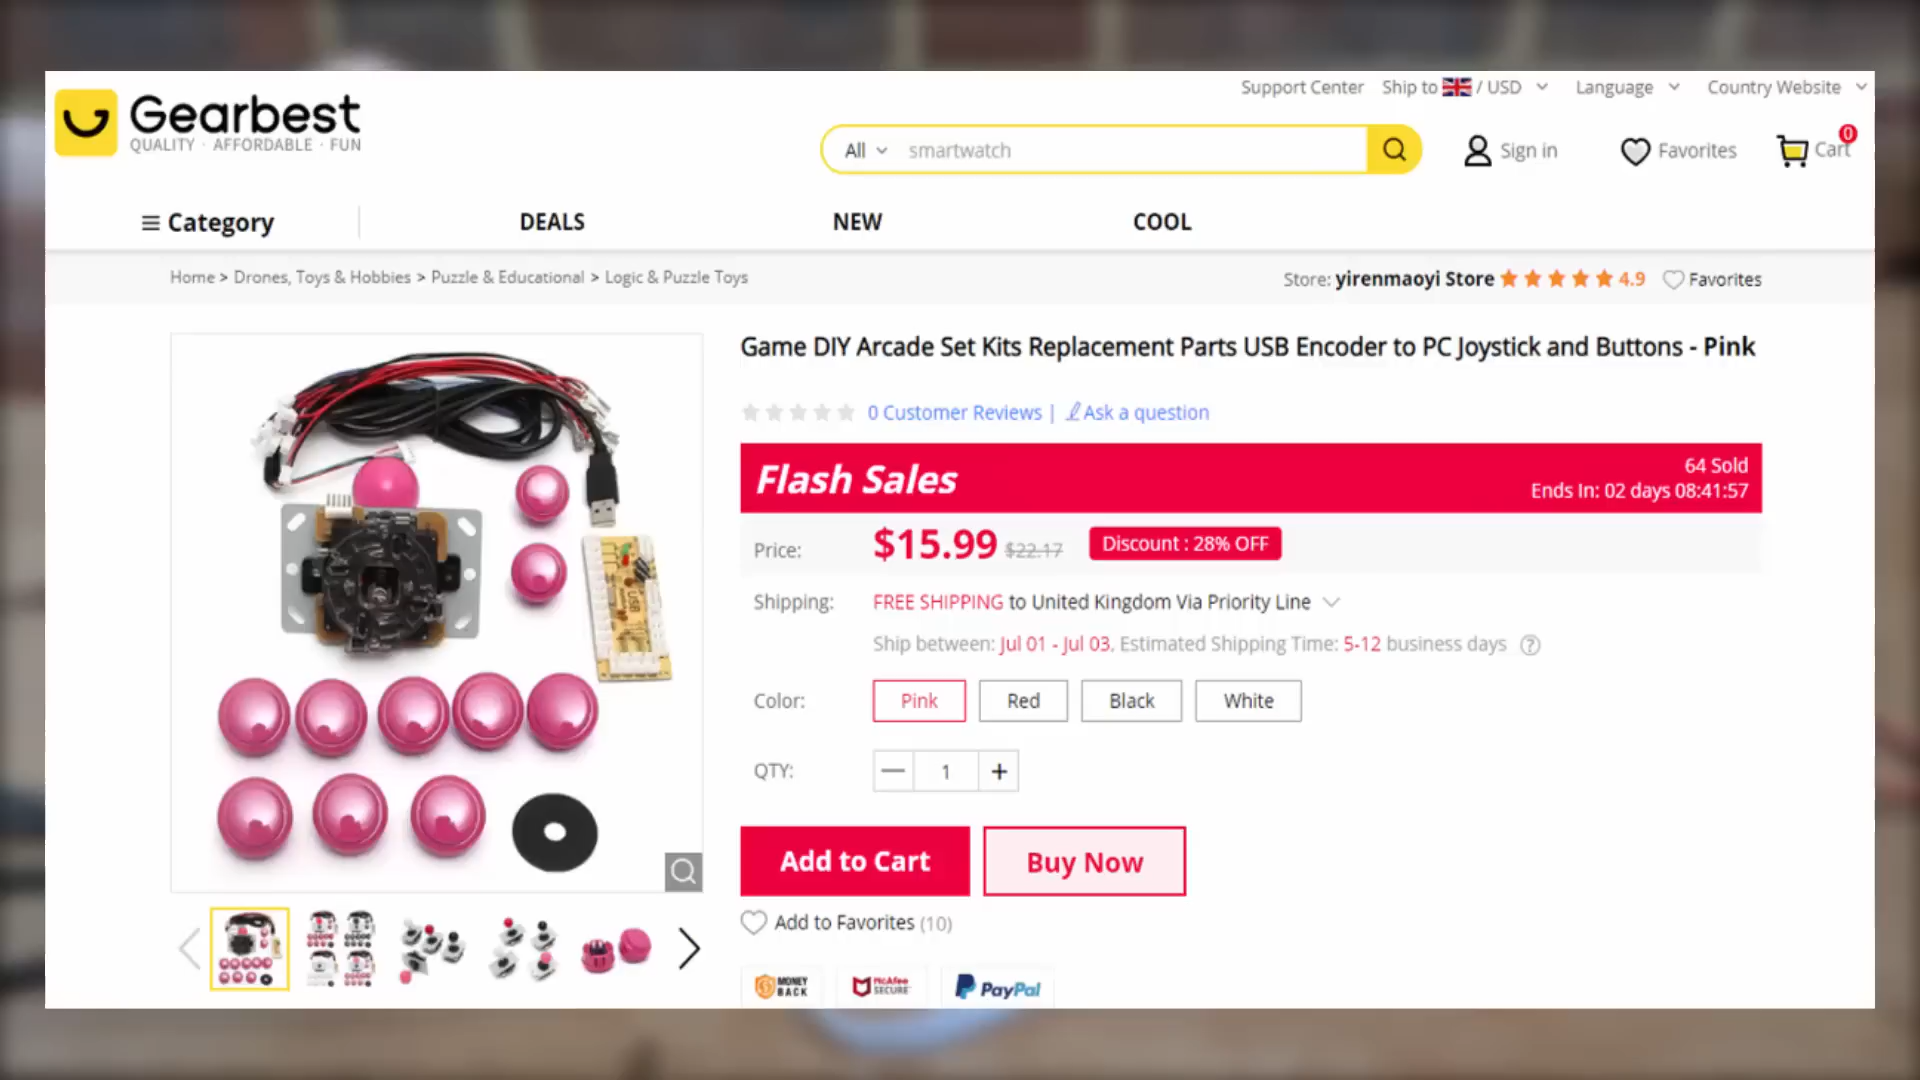 Support Center Ship to / USD Language Country Website
Gearbest
QUALITY · AFFORDABLE · FUN
All smartwatch Sign in Favorites Cart 0
Category DEALS NEW COOL
Home > Drones, Toys & Hobbies > Puzzle & Educational > Logic & Puzzle Toys
Store: yirenmaoyi Store 4.9 Favorites
Game DIY Arcade Set Kits Replacement Parts USB Encoder to PC Joystick and Buttons - Pink
0 Customer Reviews | Ask a question
Flash Sales
64 Sold
Ends In: 02 days 08:41:57
Price: $15.99 $22.17 Discount : 28% OFF
Shipping: FREE SHIPPING to United Kingdom Via Priority Line
Ship between: Jul 01 - Jul 03, Estimated Shipping Time: 5-12 business days ?
Color: Pink Red Black White
QTY: 1 +
Add to Cart Buy Now
Add to Favorites (10)
MONEY BACK McAfee SECURE PayPal
USB